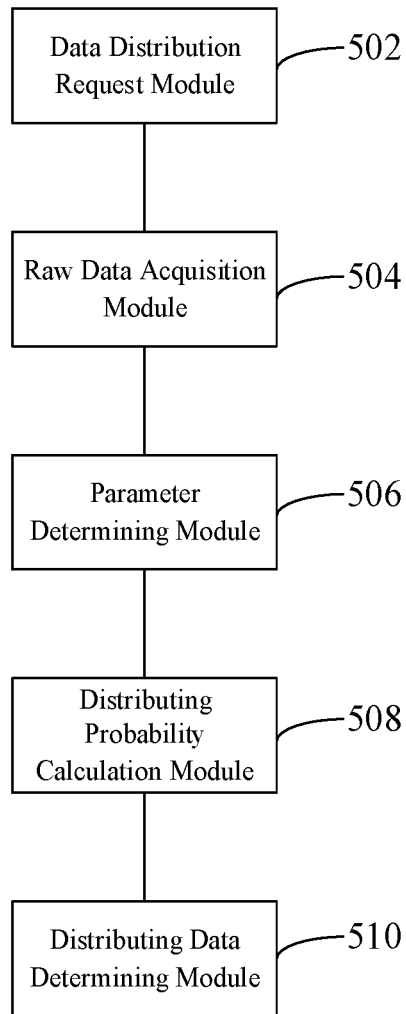 Data Distribution
Request Module
502
Raw Data Acquisition
Module
504
Parameter
Determining Module
506
Distributing
Probability
Calculation Module
508
Distributing Data
Determining Module
510